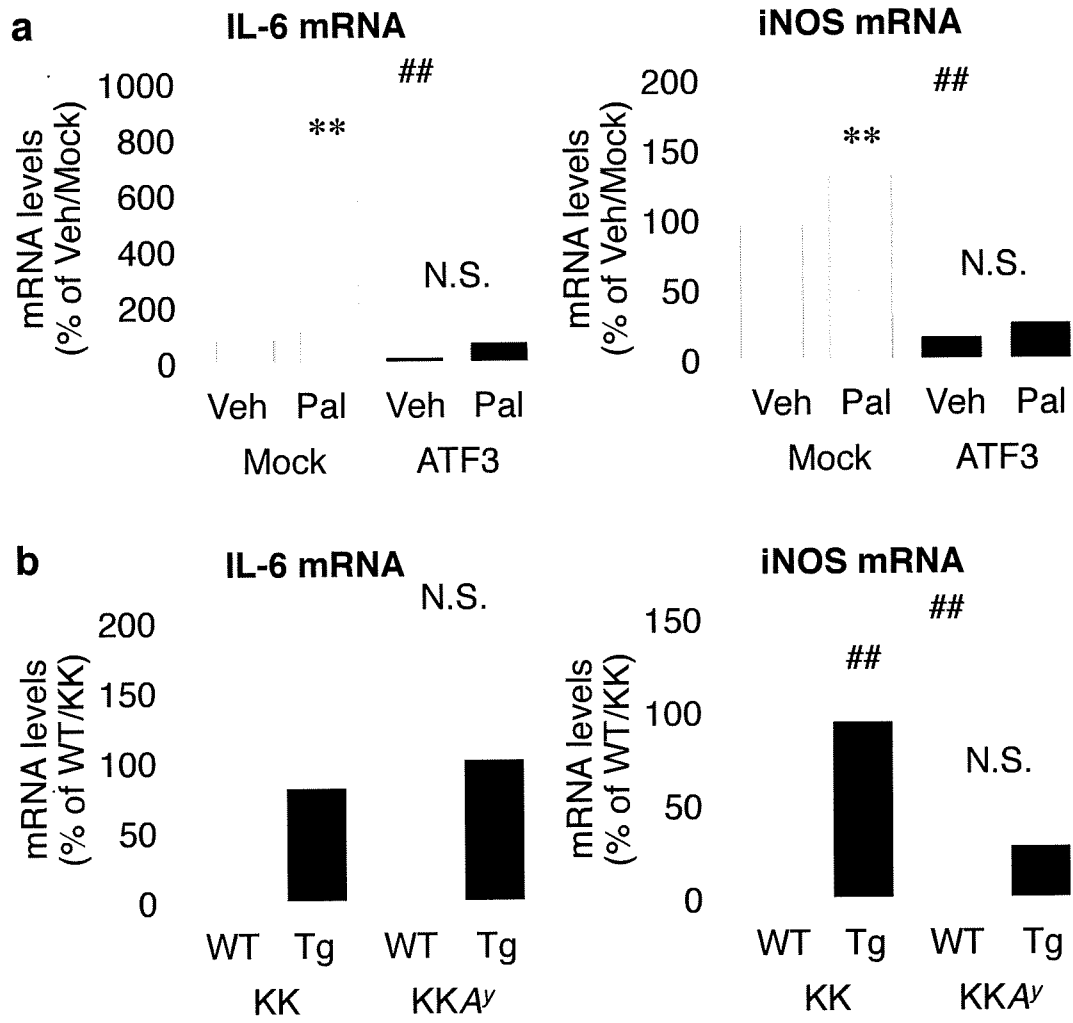 a
IL-6 mRNA
mRNA levels
(% of Veh/Mock)
1000
800
600
400
200
0
##
**
N.S.
Veh Pal Veh Pal
Mock ATF3
iNOS mRNA
mRNA levels
(% of Veh/Mock)
200
150
100
50
0
##
**
N.S.
Veh Pal Veh Pal
Mock ATF3
b
IL-6 mRNA
mRNA levels
(% of WT/KK)
200
150
100
50
0
N.S.
WT Tg WT Tg
KK KKAʸ
iNOS mRNA
mRNA levels
(% of WT/KK)
150
100
50
0
##
##
N.S.
WT Tg WT Tg
KK KKAʸ